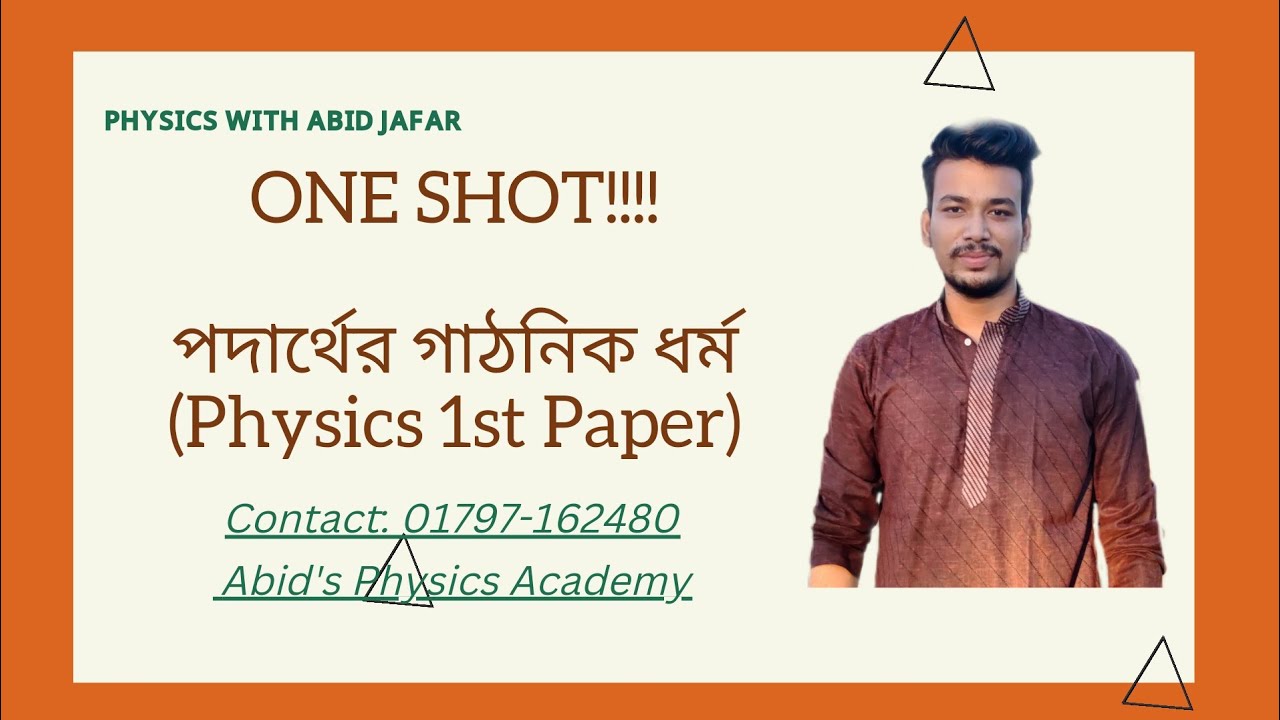 PHYSICS WITH ABID JAFAR
ONE SHOT!!!!
পদার্থের গাঠনিক ধর্ম
(Physics 1st Paper)
Contact: 01797-162480
Abid's Physics Academy